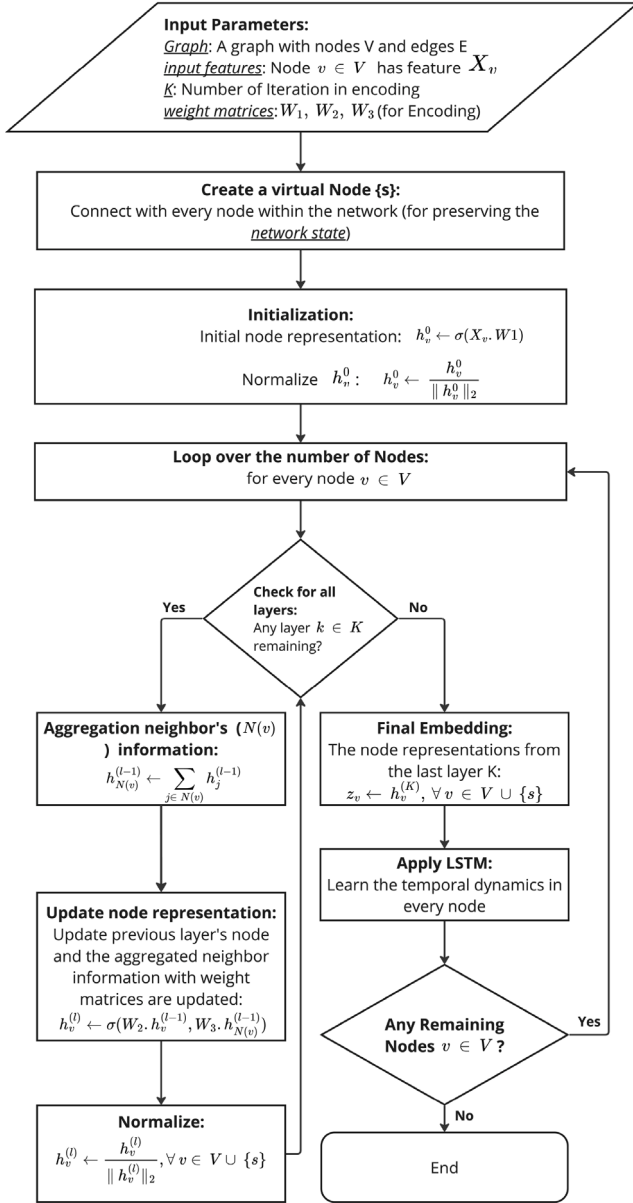 Input Parameters:
Graph: A graph with nodes V and edges E
input features: Node v ∈ V has feature X_v
K: Number of Iteration in encoding
weight matrices: W_1, W_2, W_3 (for Encoding)
Create a virtual Node {s}:
Connect with every node within the network (for preserving the
network state)
Initialization:
Initial node representation: h_v^0 ← σ(X_v. W1)
Normalize h_v^0 : h_v^0 ← h_v^0 / ∥ h_v^0 ∥_2
Loop over the number of Nodes:
for every node v ∈ V
Check for all
layers:
Any layer k ∈ K
remaining?
Yes
No
Aggregation neighbor's (N(v)
) information:
h_{N(v)}^{(l-1)} ← ∑_{j∈ N(v)} h_j^{(l-1)}
Update node representation:
Update previous layer's node
and the aggregated neighbor
information with weight
matrices are updated:
h_v^{(l)} ← σ(W_2. h_v^{(l-1)}, W_3. h_{N(v)}^{(l-1)})
Normalize:
h_v^{(l)} ← h_v^{(l)} / ∥ h_v^{(l)} ∥_2, ∀ v ∈ V ∪ {s}
Final Embedding:
The node representations from
the last layer K:
z_v ← h_v^{(K)}, ∀ v ∈ V ∪ {s}
Apply LSTM:
Learn the temporal dynamics in
every node
Any Remaining
Nodes v ∈ V ?
Yes
No
End